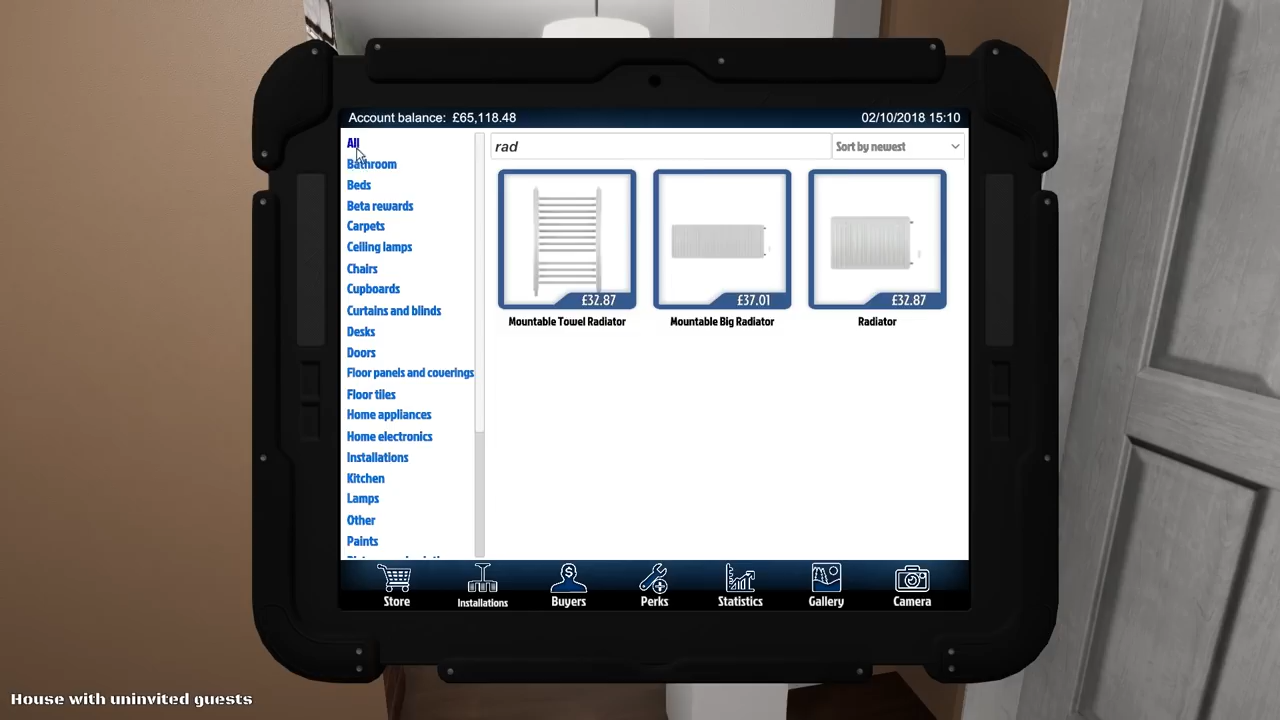 Account balance: £65,118.48
02/10/2018 15:10
All
Bathroom
Beds
Beta rewards
Carpets
Ceiling lamps
Chairs
Cupboards
Curtains and blinds
Desks
Doors
Floor panels and coverings
Floor tiles
Home appliances
Home electronics
Installations
Kitchen
Lamps
Other
Paints
rad
Sort by newest
£32.87
£37.01
£32.87
Mountable Towel Radiator
Mountable Big Radiator
Radiator
Store
Installations
Buyers
Perks
Statistics
Gallery
Camera
House with uninvited guests